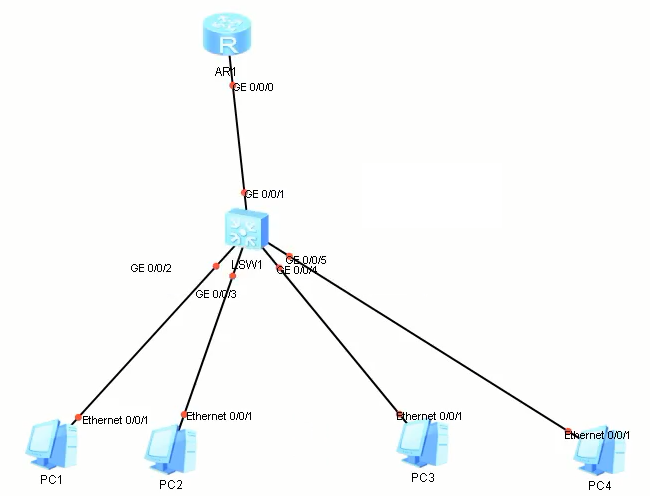 R
AR1
GE 0/0/0
GE 0/0/1
LSW1
GE 0/0/5
GE 0/0/4
GE 0/0/2
GE 0/0/3
Ethernet 0/0/1
Ethernet 0/0/1
Ethernet 0/0/1
Ethernet 0/0/1
PC1
PC2
PC3
PC4